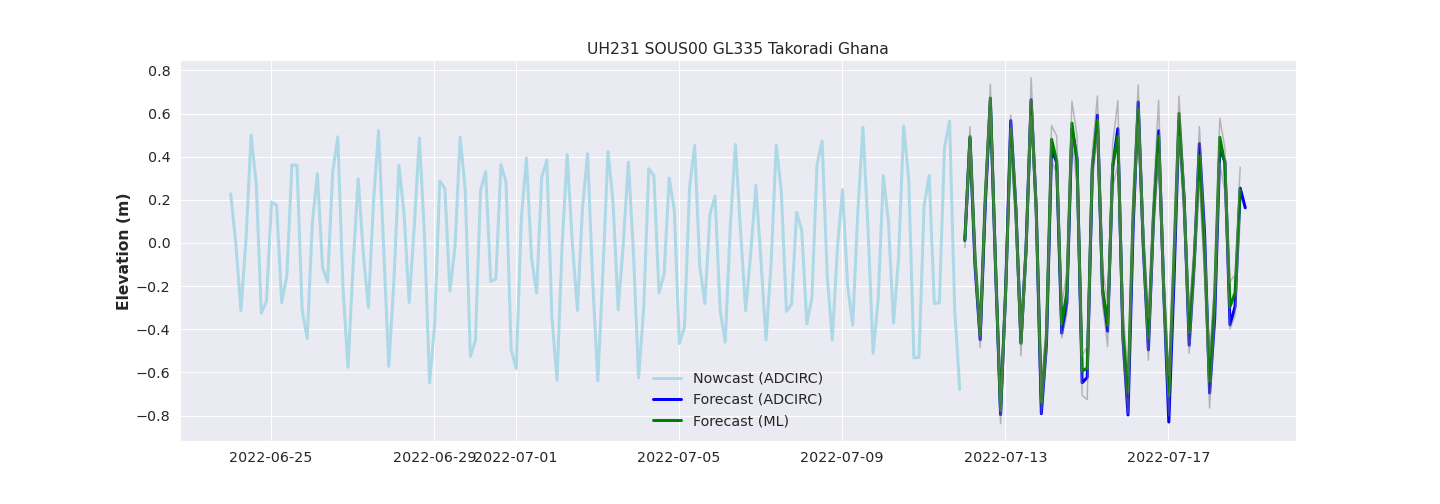 UH231 SOUS00 GL335 Takoradi Ghana
Elevation (m)
0.8
0.6
0.4
0.2
0.0
−0.2
−0.4
−0.6
−0.8
Nowcast (ADCIRC)
Forecast (ADCIRC)
Forecast (ML)
2022-06-25 2022-06-29 2022-07-01 2022-07-05 2022-07-09 2022-07-13 2022-07-17